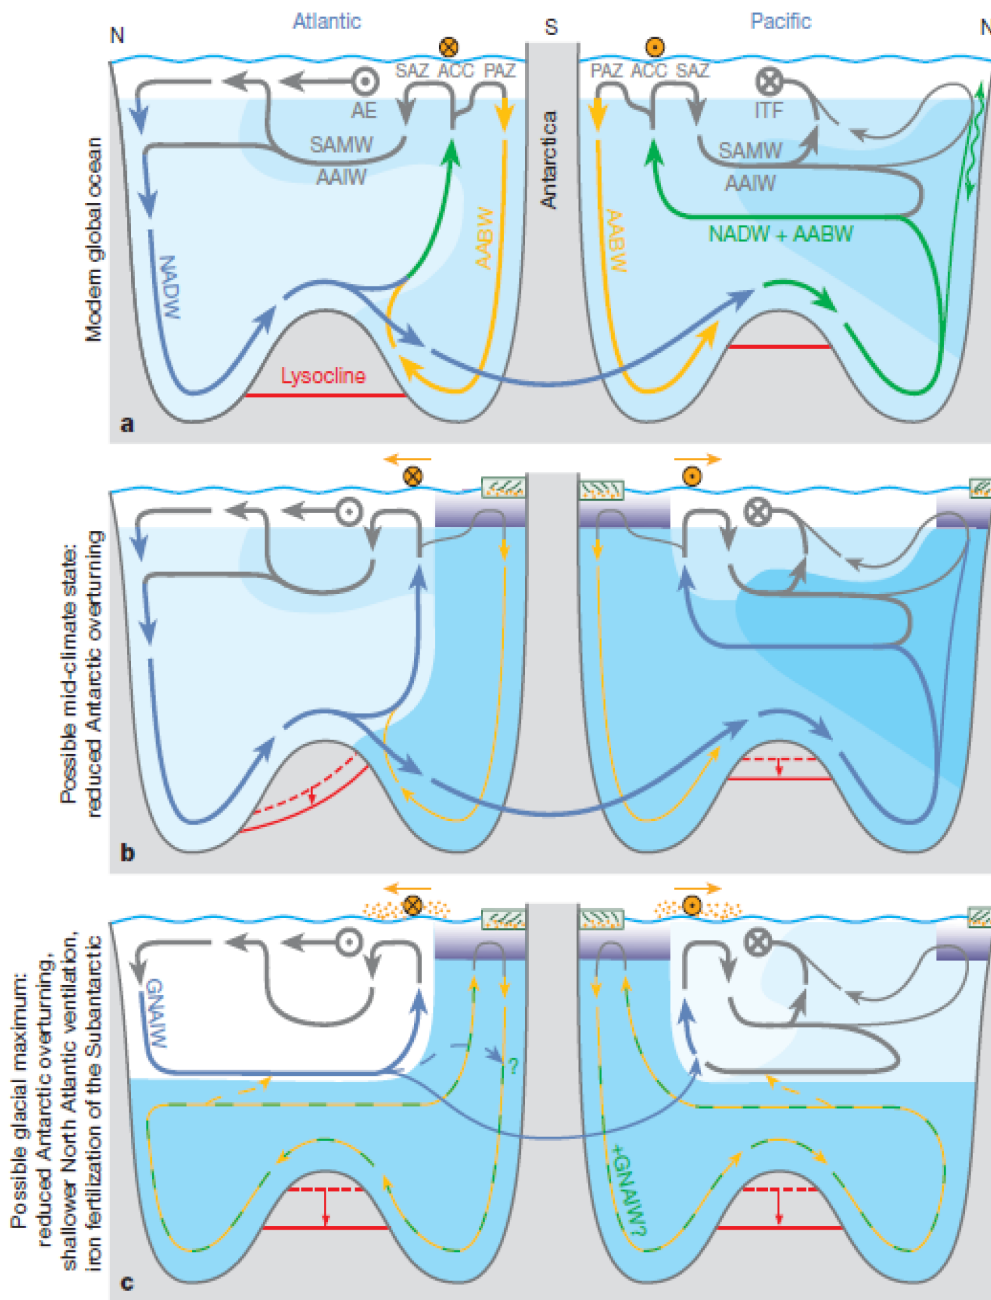 Atlantic
Pacific
N
S
N
SAZ ACC PAZ
PAZ ACC SAZ
AE
ITF
SAMW
AAIW
SAMW
AAIW
Antarctica
Modern global ocean
NADW
AABW
AABW
NADW + AABW
Lysocline
a
Possible mid-climate state:
reduced Antarctic overturning
b
Possible glacial maximum:
reduced Antarctic overturning,
shallower North Atlantic ventilation,
iron fertilization of the Subantarctic
GNAIW
?
+GNAIW?
c